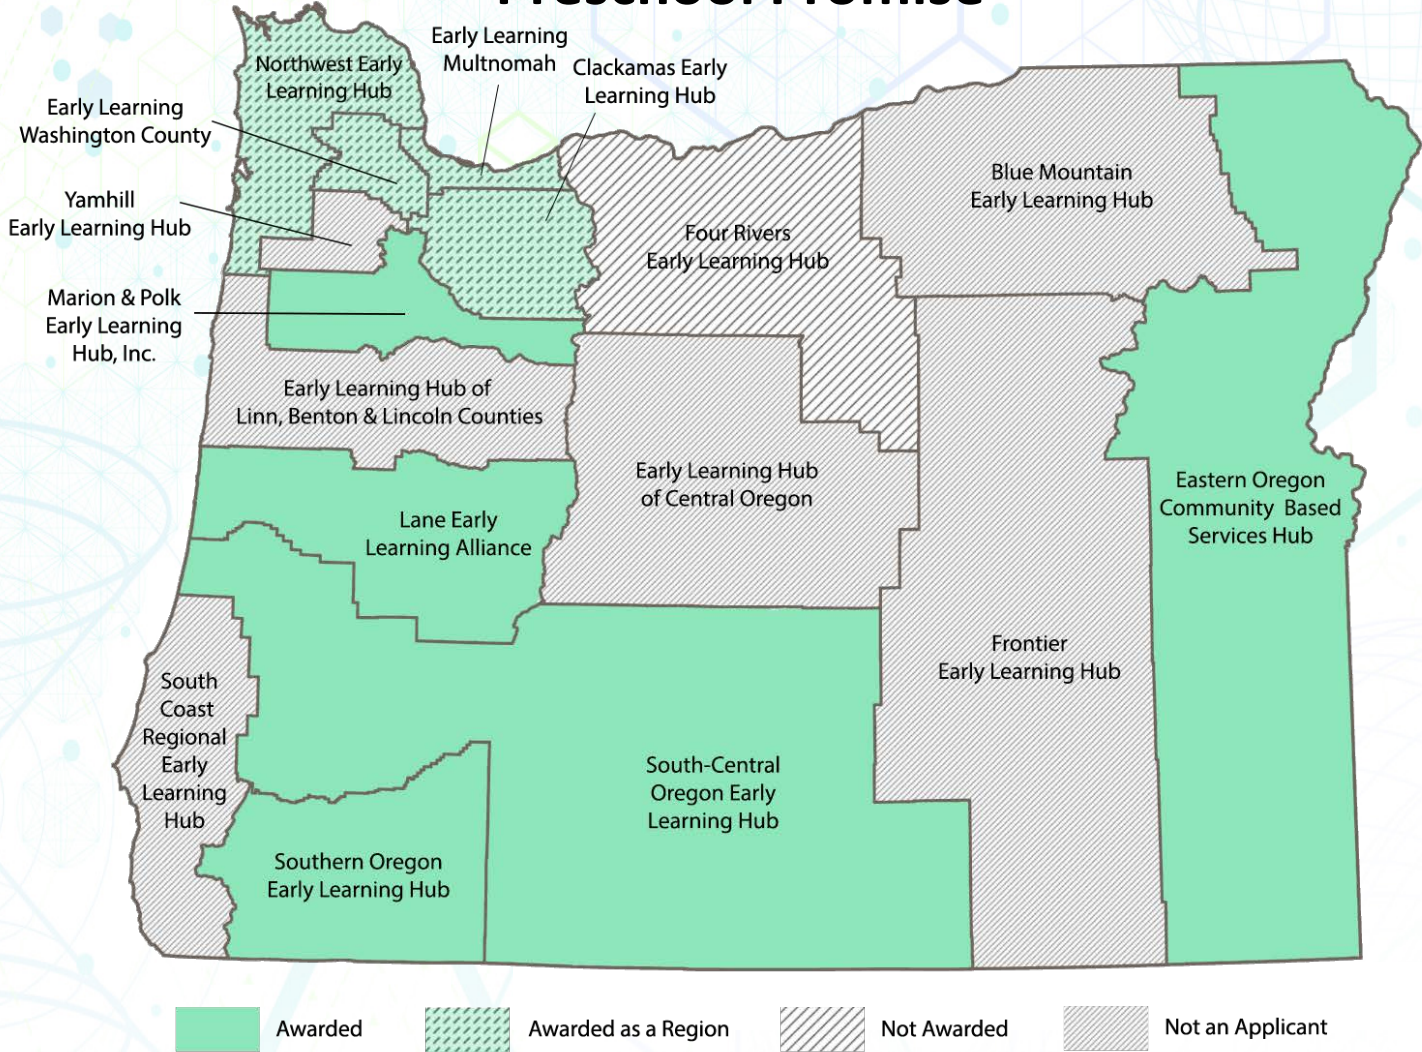 Preschool Promise
Early Learning
Multnomah
Clackamas Early
Learning Hub
Northwest Early
Learning Hub
Early Learning
Washington County
Yamhill
Early Learning Hub
Marion & Polk
Early Learning
Hub, Inc.
Four Rivers
Early Learning Hub
Blue Mountain
Early Learning Hub
Early Learning Hub of
Linn, Benton & Lincoln Counties
Early Learning Hub
of Central Oregon
Lane Early
Learning Alliance
Eastern Oregon
Community Based
Services Hub
Frontier
Early Learning Hub
South
Coast
Regional
Early
Learning
Hub
South-Central
Oregon Early
Learning Hub
Southern Oregon
Early Learning Hub
Awarded
Awarded as a Region
Not Awarded
Not an Applicant